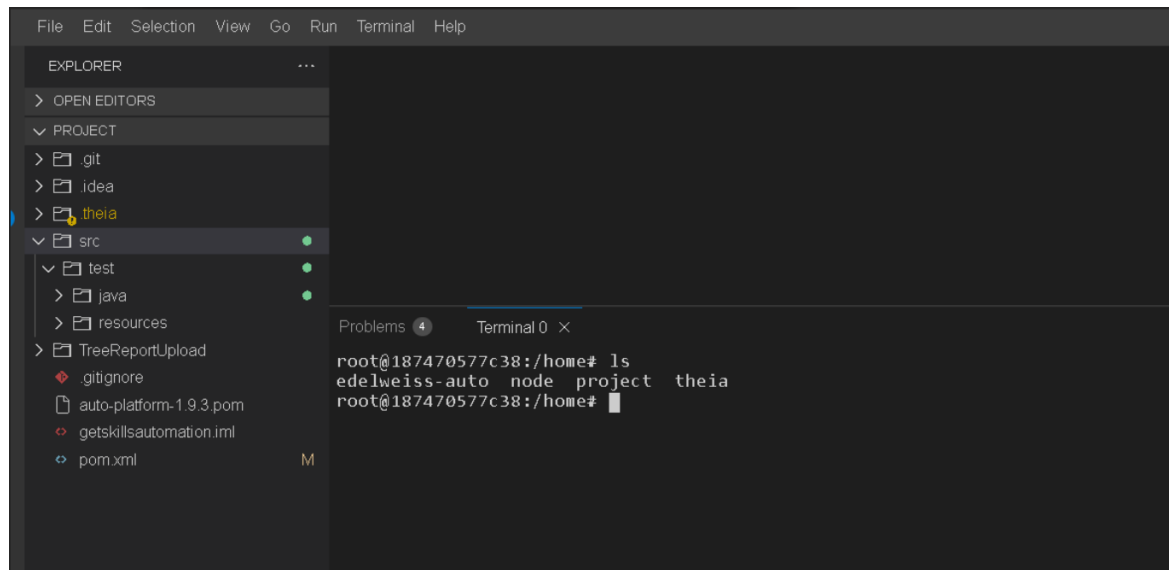 File Edit Selection View Go Run Terminal Help
EXPLORER
OPEN EDITORS
PROJECT
.git
.idea
.theia
src
test
java
resources
TreeReportUpload
.gitignore
auto-platform-1.9.3.pom
getskillsautomation.iml
pom.xml M
Problems 4 Terminal 0 ×
root@187470577c38:/home# ls
edelweiss-auto node project theia
root@187470577c38:/home#